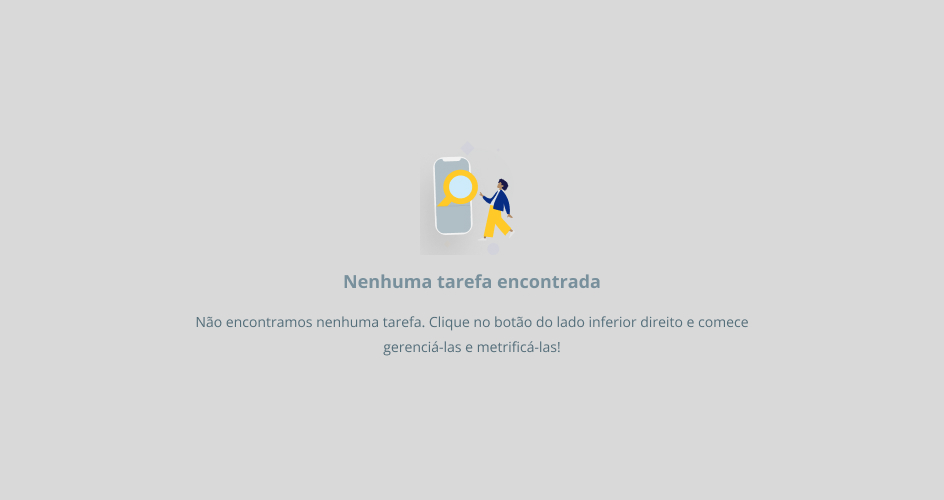 Nenhuma tarefa encontrada
Não encontramos nenhuma tarefa. Clique no botão do lado inferior direito e comece
gerenciá-las e metrificá-las!